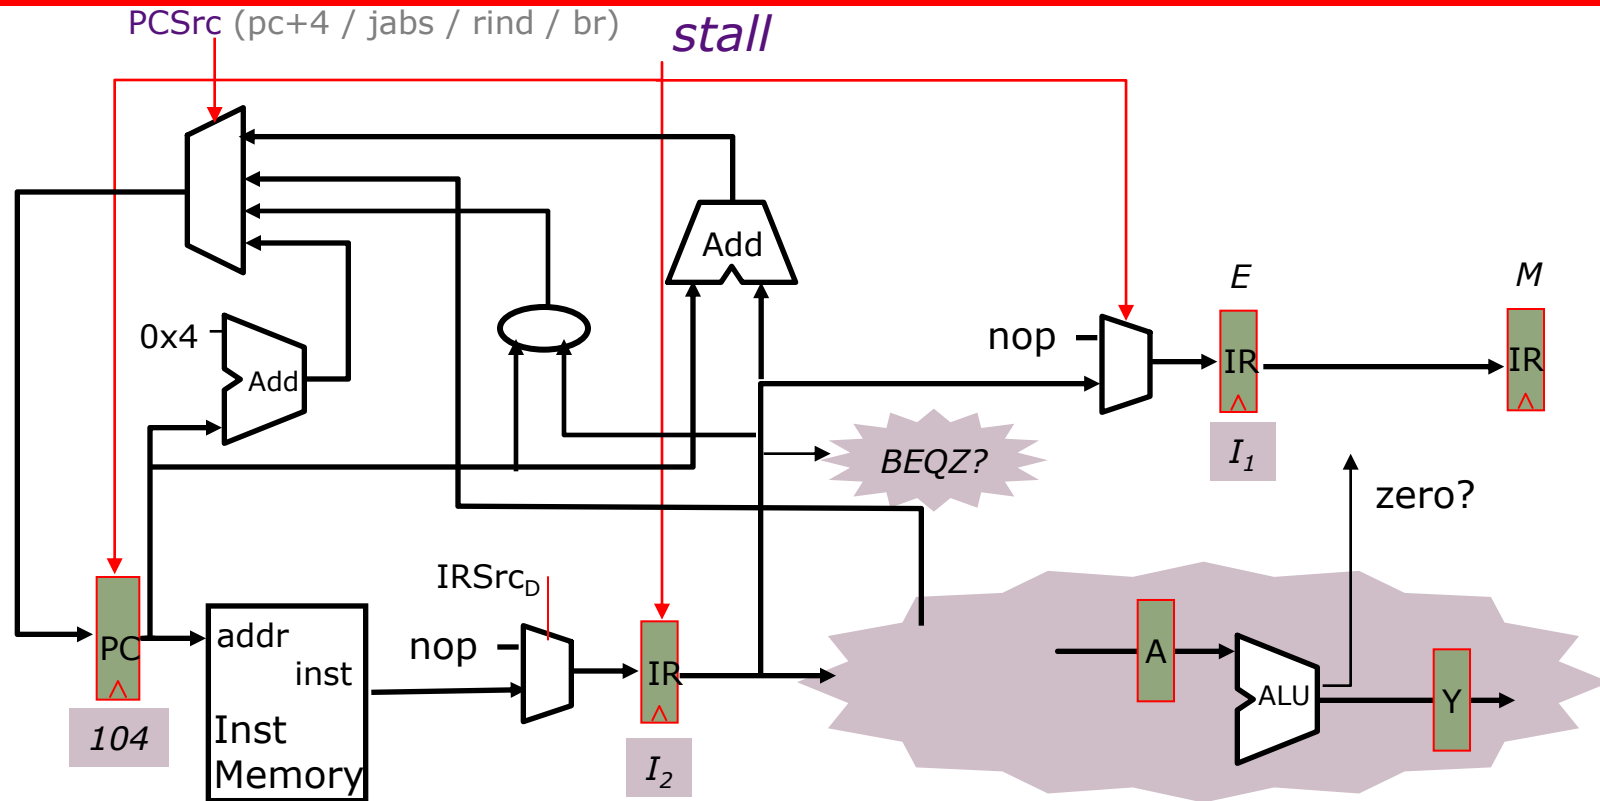 PCSrc (pc+4 / jabs / rind / br)
stall
Add
E
M
0x4
nop
Add
IR
IR
BEQZ?
I1
zero?
IRSrcD
addr
nop
PC
inst
IR
A
ALU
Y
104
Inst
Memory
I2